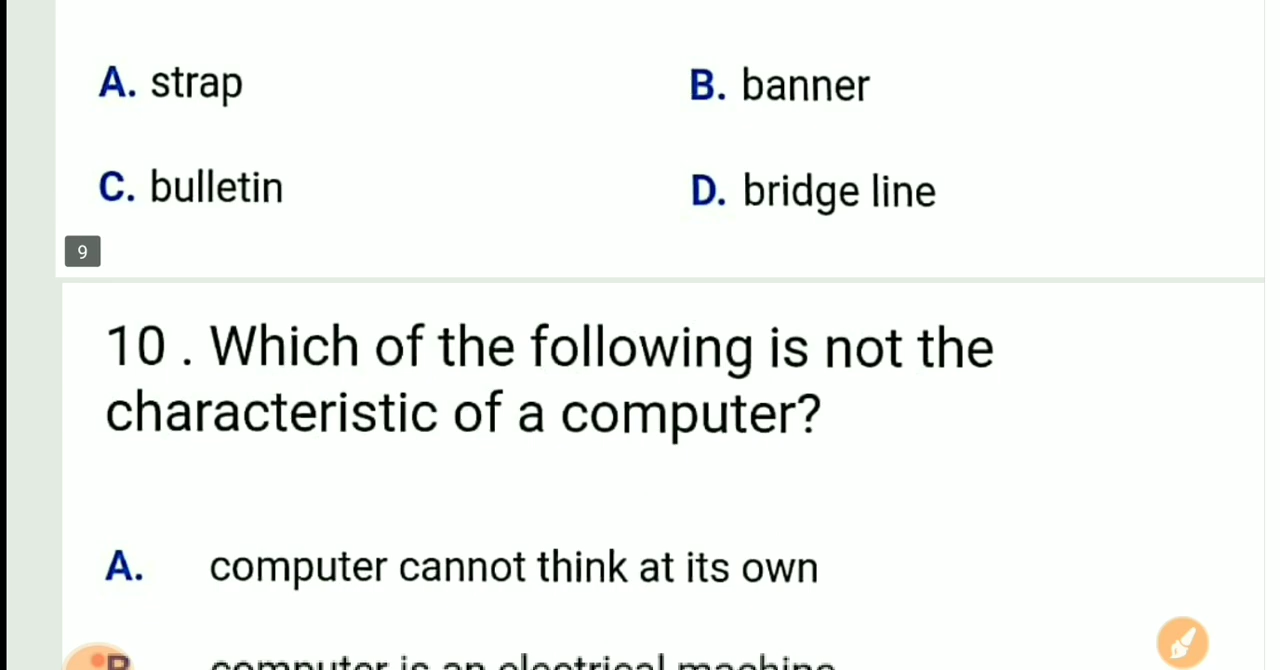 A. strap
B. banner
C. bulletin
D. bridge line
9
10 . Which of the following is not the
characteristic of a computer?
A. computer cannot think at its own
B computer is an electrical machine